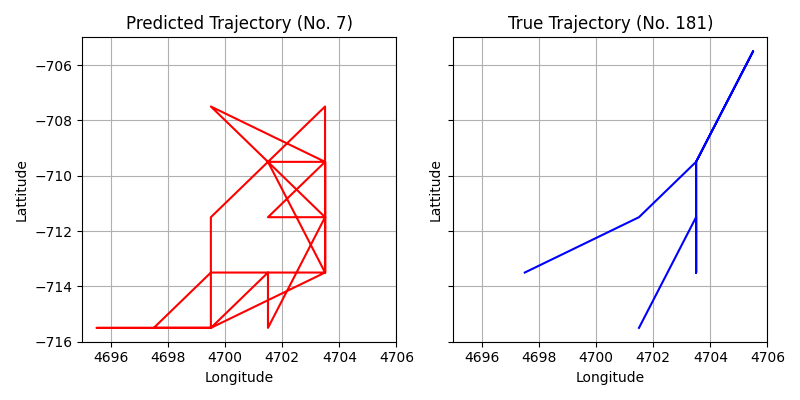 Predicted Trajectory (No. 7)
True Trajectory (No. 181)
−706
−708
−710
−712
−714
−716
Lattitude
Lattitude
4696 4698 4700 4702 4704 4706
4696 4698 4700 4702 4704 4706
Longitude
Longitude